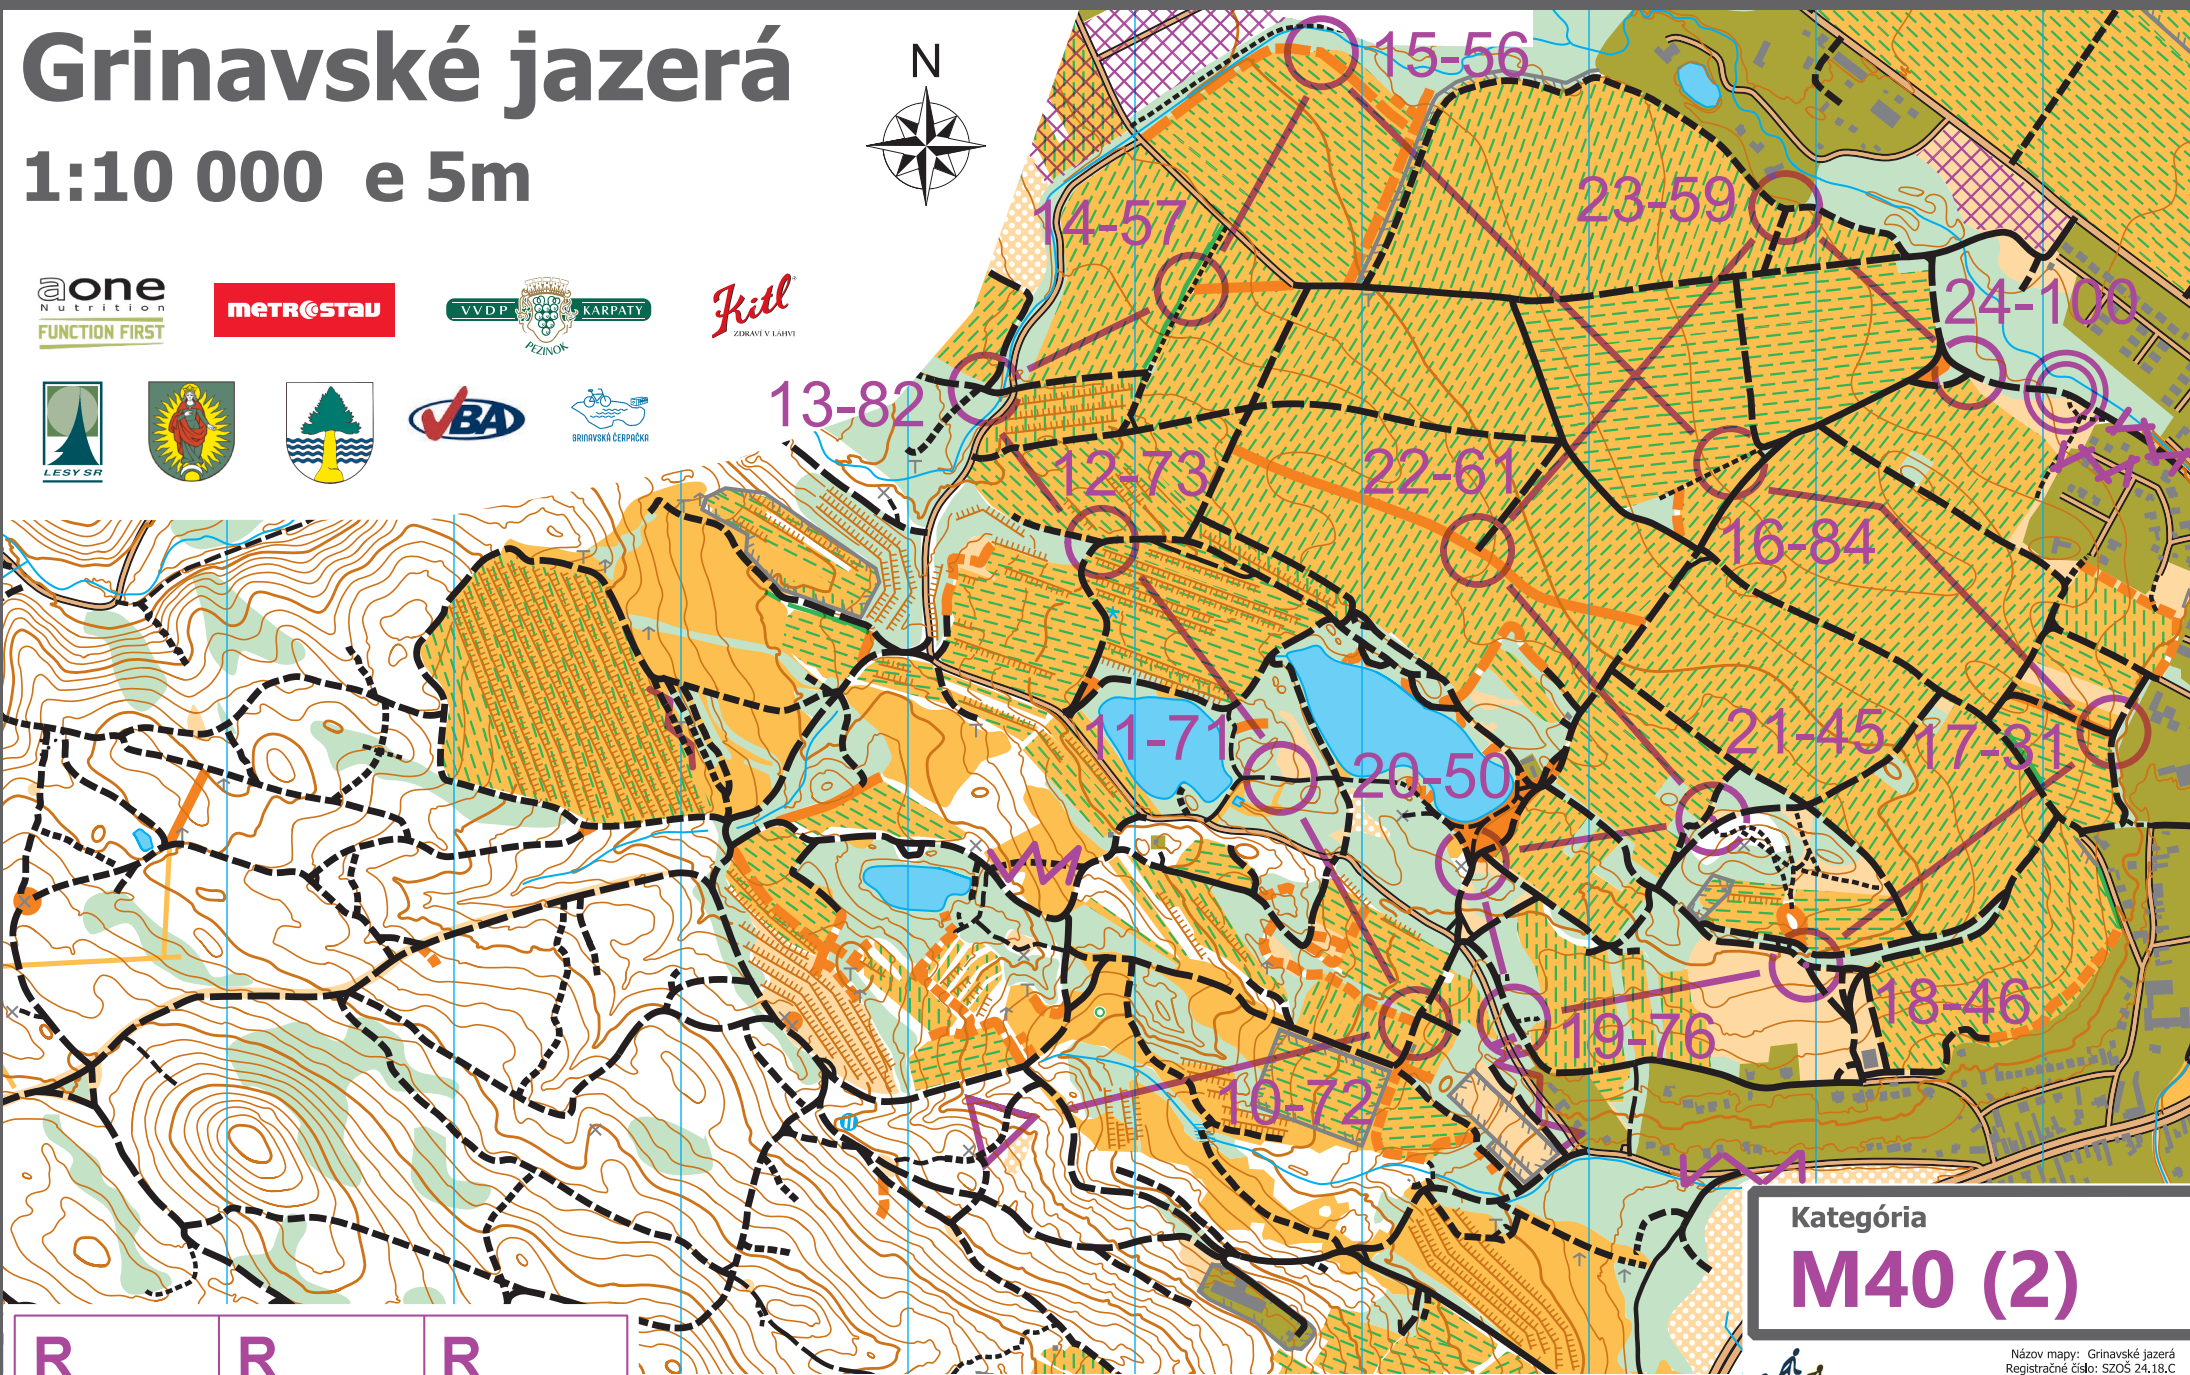 Grinavské jazerá
1:10 000 e 5m
N
aone
Nutrition
FUNCTION FIRST
METROSTAV
VVDP KARPATY
PEZINOK
Kitl
ZDRAVÍ V LÁHVI
LESY SR
VBA
GRINAVSKÁ ČERPAČKA
15-56
14-57
23-59
24-100
13-82
12-73
22-61
16-84
11-71
20-50
21-45
17-31
18-46
19-76
10-72
Kategória
M40 (2)
R R R
Názov mapy: Grinavské jazerá
Registračné číslo: SZOŠ 24.18.C